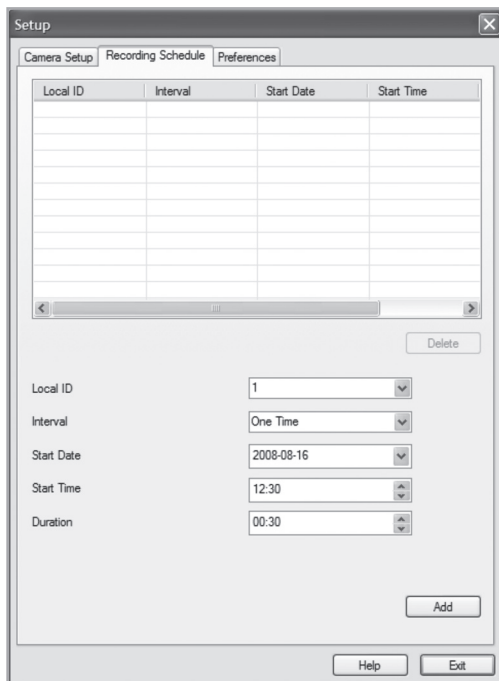 Setup
Camera Setup Recording Schedule Preferences
Local ID Interval Start Date Start Time
Delete
Local ID 1
Interval One Time
Start Date 2008-08-16
Start Time 12:30
Duration 00:30
Add
Help Exit